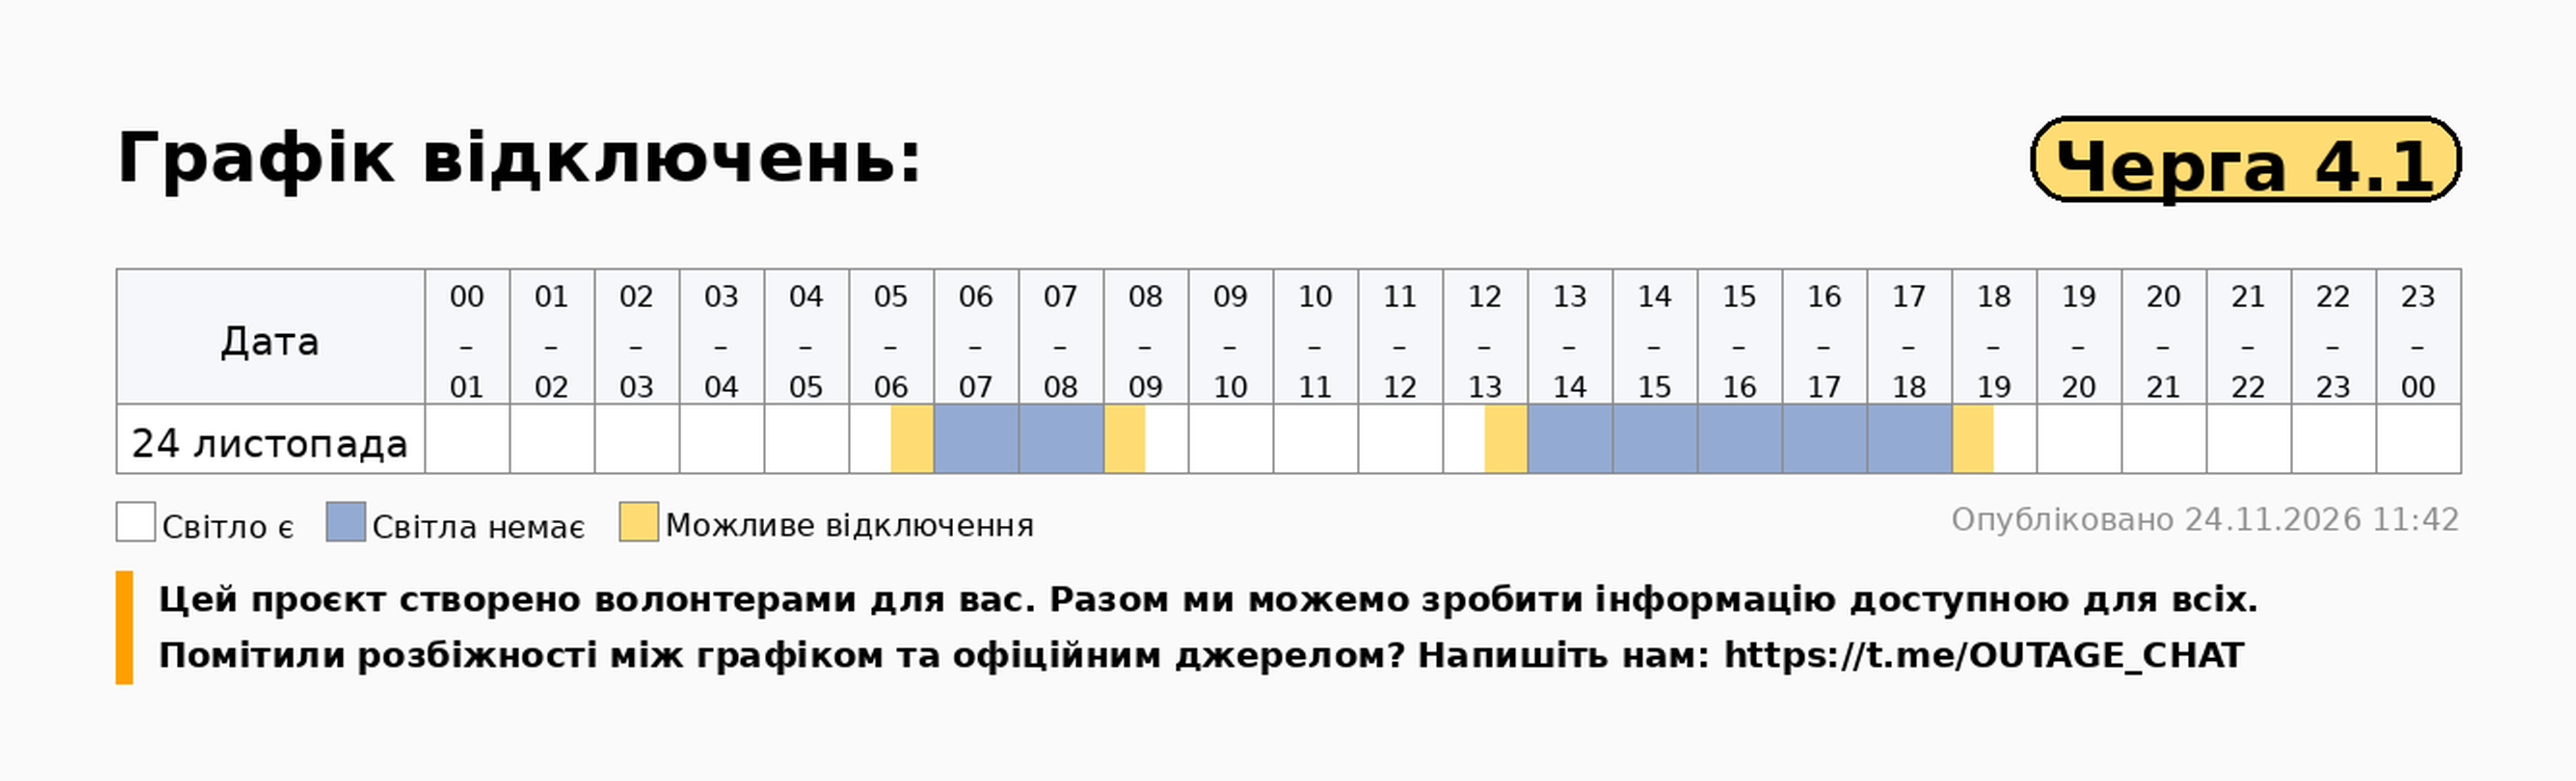 Графік відключень:
Черга 4.1
Дата
00 – 01
01 – 02
02 – 03
03 – 04
04 – 05
05 – 06
06 – 07
07 – 08
08 – 09
09 – 10
10 – 11
11 – 12
12 – 13
13 – 14
14 – 15
15 – 16
16 – 17
17 – 18
18 – 19
19 – 20
20 – 21
21 – 22
22 – 23
23 – 00
24 листопада
Світло є
Світла немає
Можливе відключення
Опубліковано 24.11.2026 11:42
Цей проєкт створено волонтерами для вас. Разом ми можемо зробити інформацію доступною для всіх.
Помітили розбіжності між графіком та офіційним джерелом? Напишіть нам: https://t.me/OUTAGE_CHAT